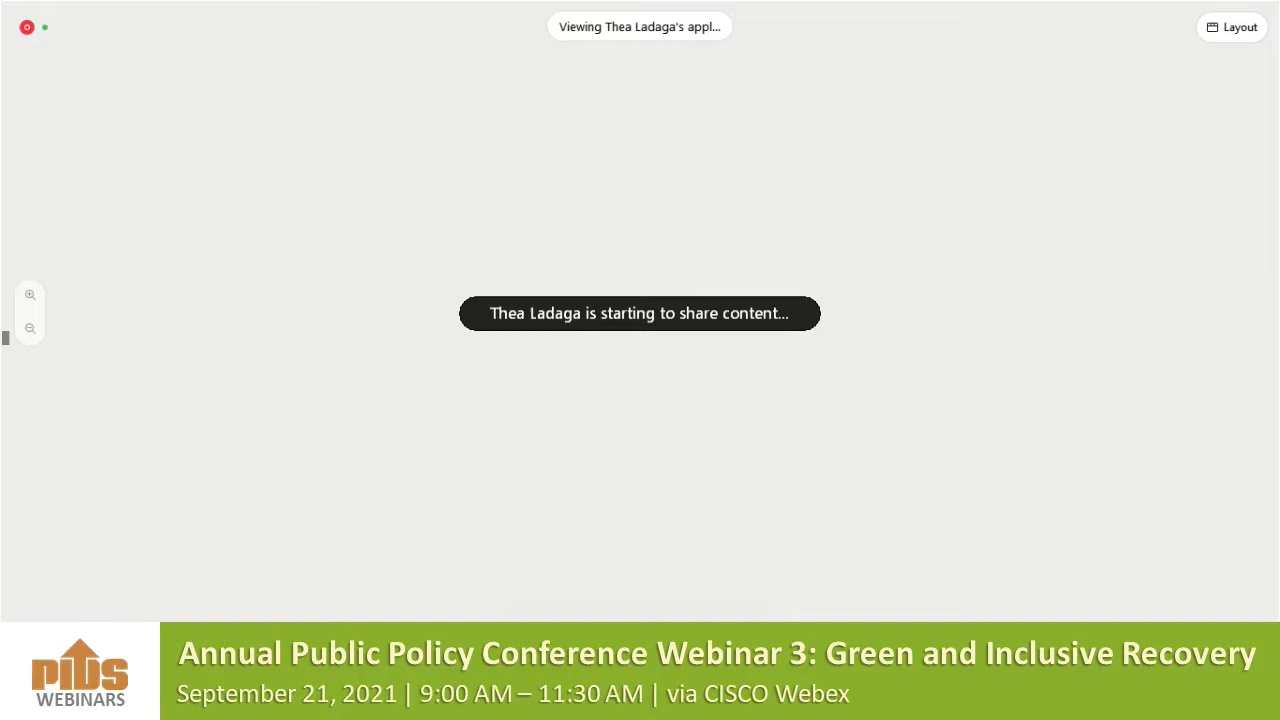 Viewing Thea Ladaga's appl...
Layout
Thea Ladaga is starting to share content...
Annual Public Policy Conference Webinar 3: Green and Inclusive Recovery
September 21, 2021 | 9:00 AM – 11:30 AM | via CISCO Webex
PIDS
WEBINARS